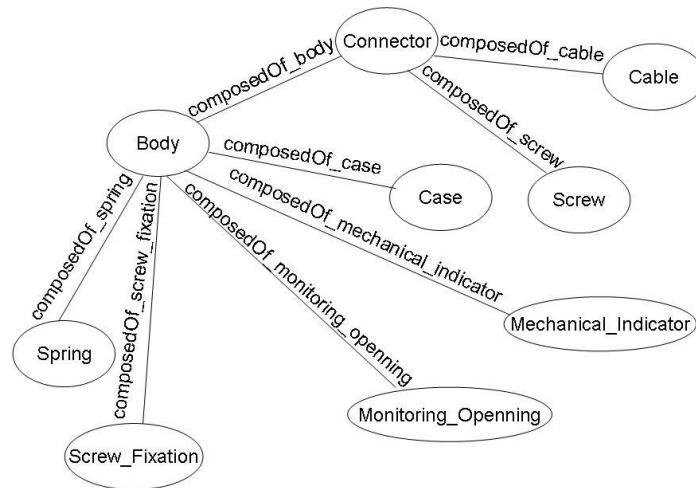 Connector
composedOf_cable
Cable
composedOf_body
composedOf_screw
Body
composedOf_case
Case
Screw
composedOf_spring
composedOf_screw_fixation
composedOf_monitoring_openning
composedOf_mechanical_indicator
Mechanical_Indicator
Spring
Monitoring_Openning
Screw_Fixation